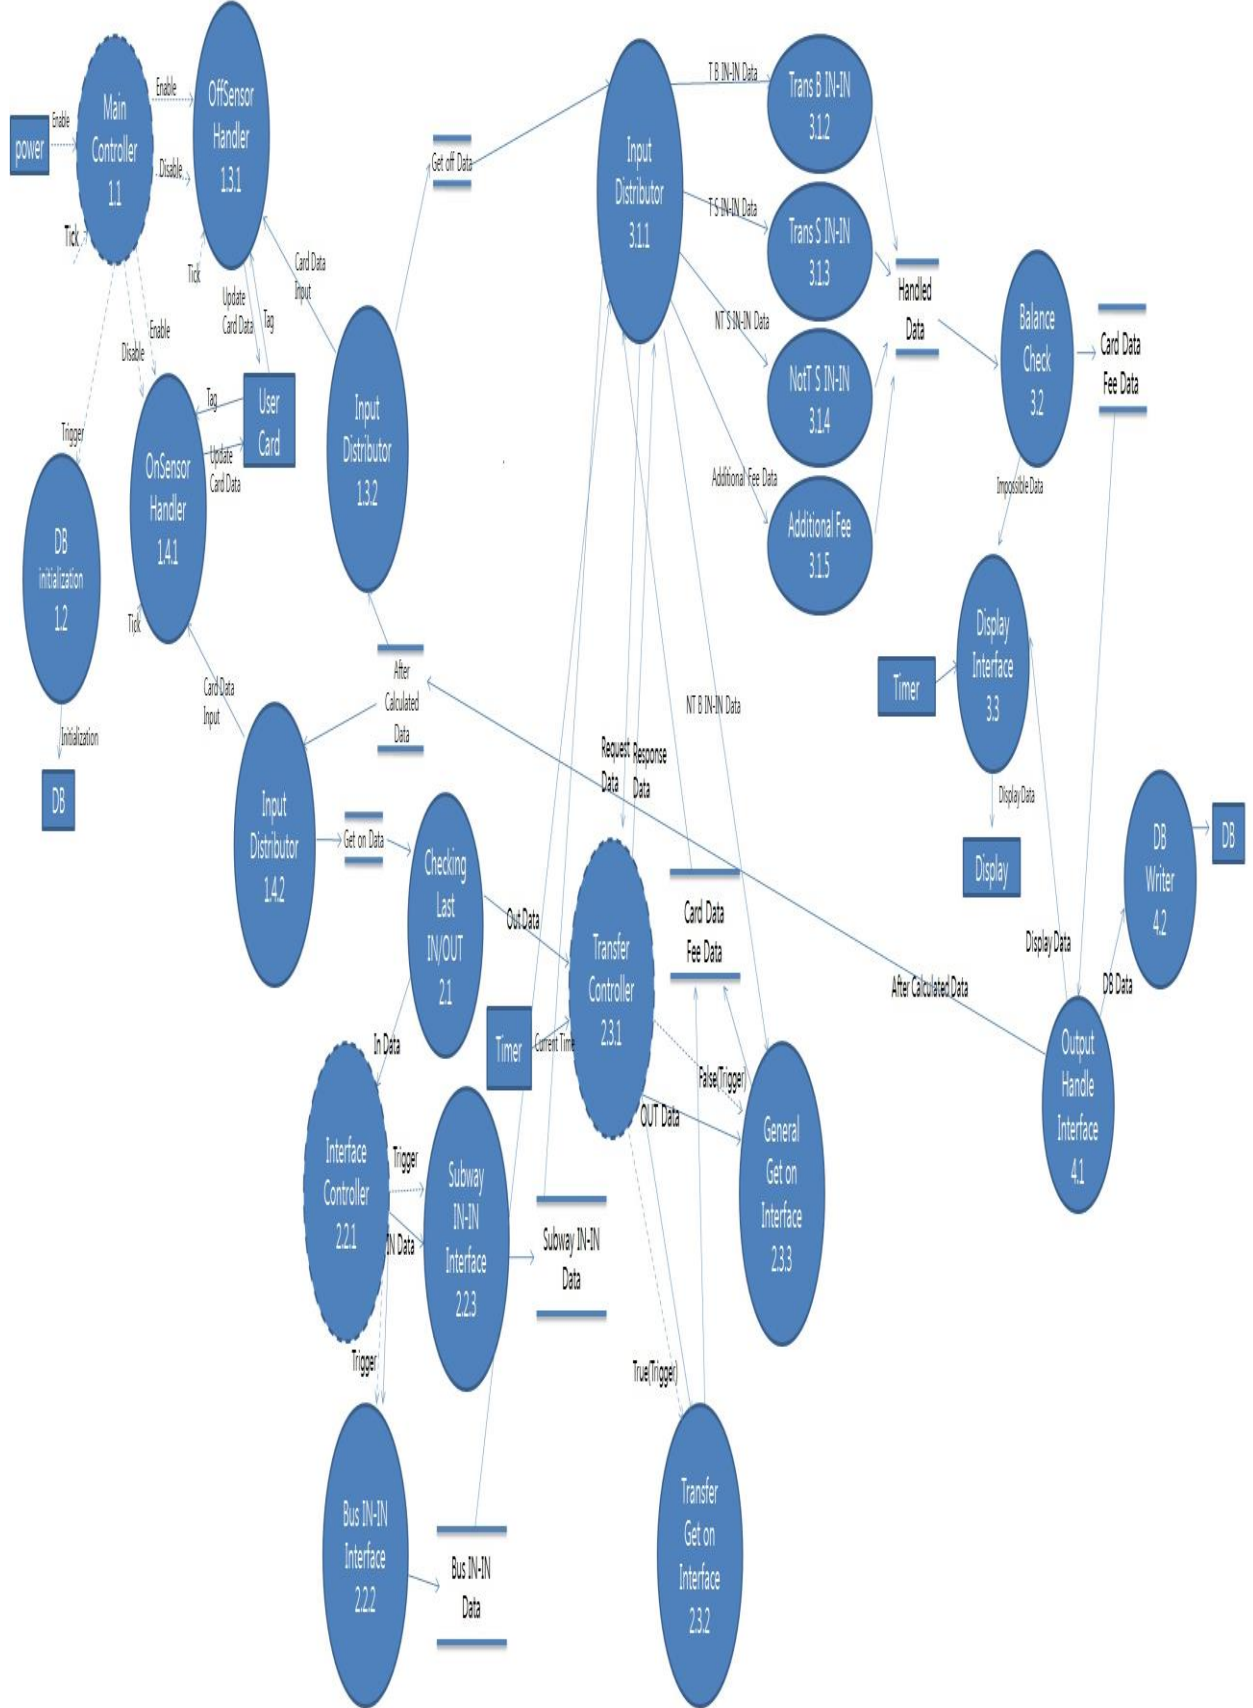 power
Enable
Main
Controller
1.1
Tick
Enable
Disable
OffSensor
Handler
1.3.1
Tick
Update
Card Data
Tag
Card Data
Input
Enable
Disable
Trigger
User
Card
Tag
Update
Card Data
OnSensor
Handler
1.4.1
Tick
DB
initialization
1.2
Initialization
DB
Card Data
Input
Input
Distributor
1.3.2
Get off Data
After
Calculated
Data
Input
Distributor
1.4.2
Get on Data
Checking
Last
IN/OUT
2.1
Out Data
In Data
Timer
Current Time
Interface
Controller
2.2.1
Trigger
IN Data
Trigger
Subway
IN-IN
Interface
2.2.3
Subway IN-IN
Data
Bus IN-IN
Interface
2.2.2
Bus IN-IN
Data
Input
Distributor
3.1.1
T B IN-IN Data
T S IN-IN Data
NT S IN-IN Data
Additional Fee Data
NT B IN-IN Data
Request
Data
Response
Data
Trans B IN-IN
3.1.2
Trans S IN-IN
3.1.3
NotT S IN-IN
3.1.4
Additional Fee
3.1.5
Handled
Data
Balance
Check
3.2
Card Data
Fee Data
Impossible Data
Timer
Display
Interface
3.3
Display Data
Display
Transfer
Controller
2.3.1
Card Data
Fee Data
False(Trigger)
OUT Data
True(Trigger)
General
Get on
Interface
2.3.3
Transfer
Get on
Interface
2.3.2
Display Data
After Calculated Data
DB Data
Output
Handle
Interface
4.1
DB
Writer
4.2
DB